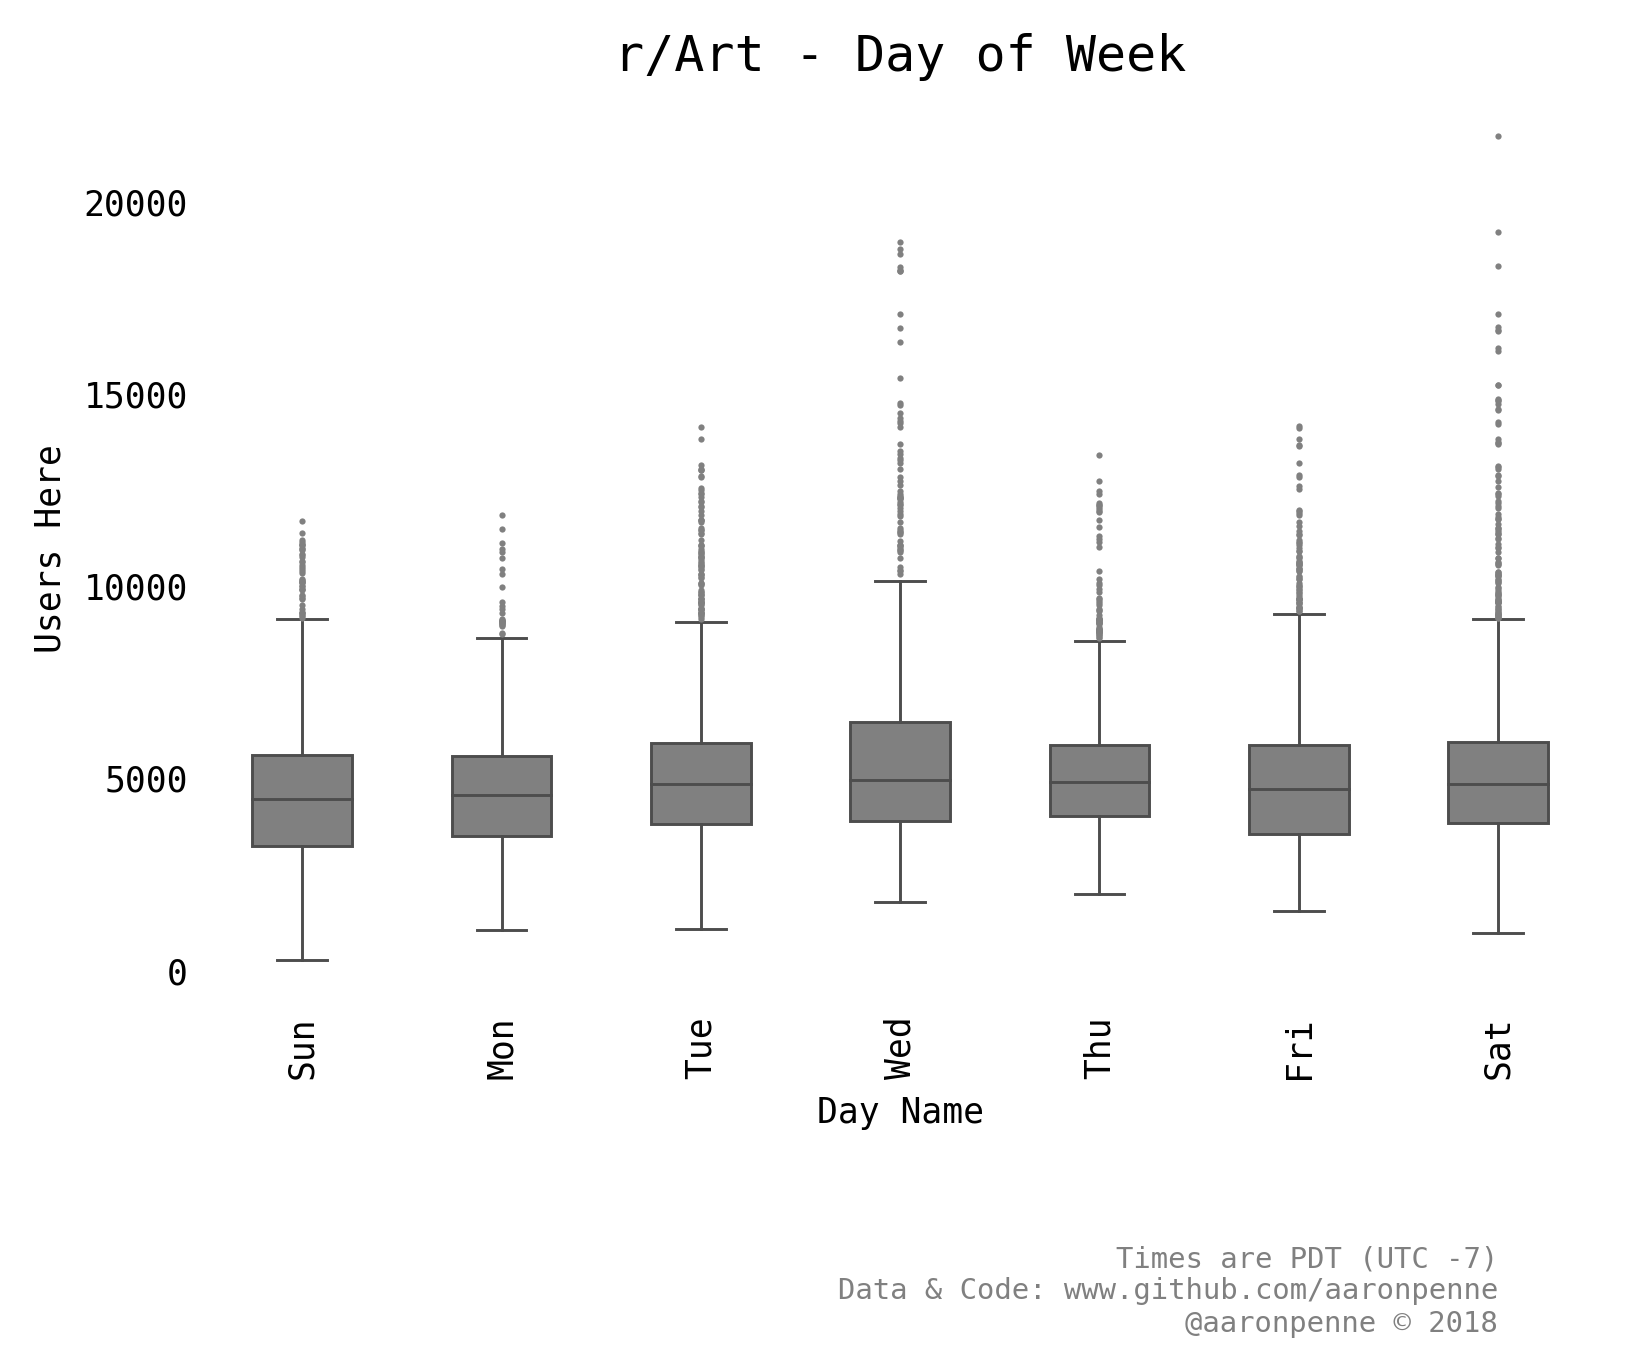 r/Art - Day of Week
20000
15000
10000
5000
0
Users Here
Sun
Mon
Tue
Wed
Thu
Fri
Sat
Day Name
Times are PDT (UTC -7)
Data & Code: www.github.com/aaronpenne
@aaronpenne © 2018